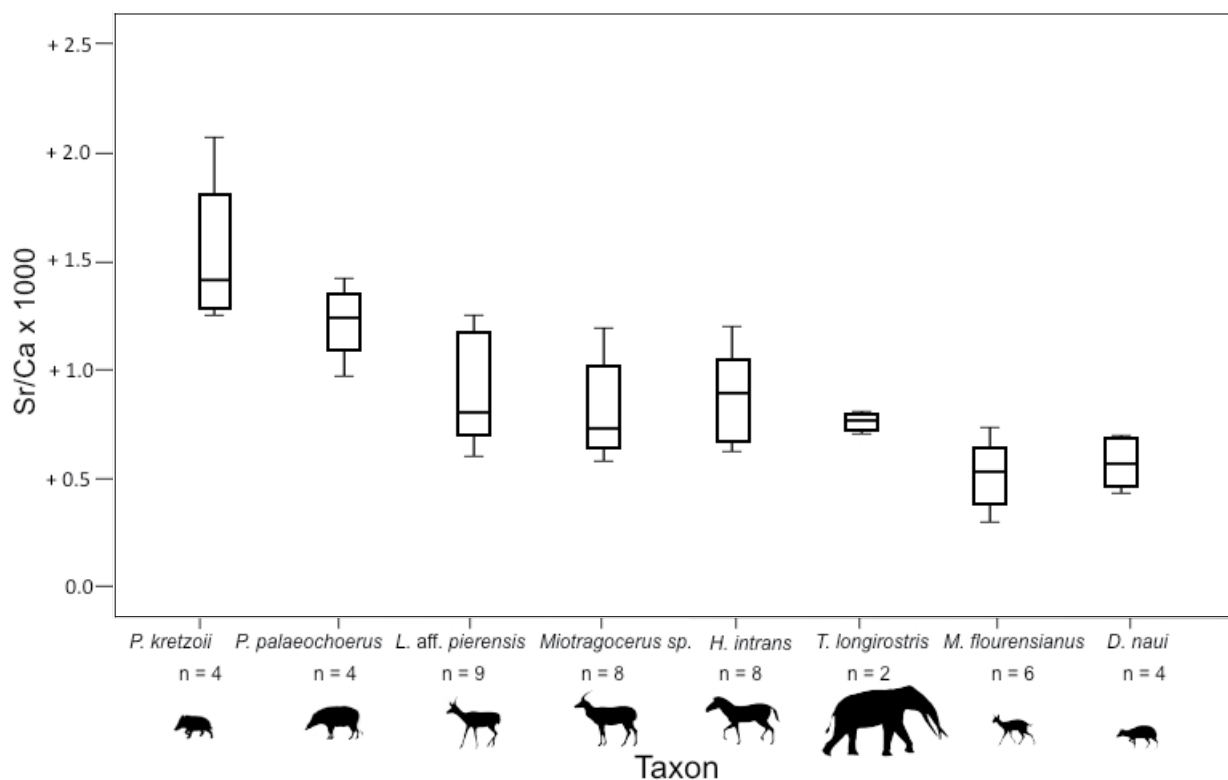 Sr/Ca x 1000
+ 2.5
+ 2.0
+ 1.5
+ 1.0
+ 0.5
0.0
P. kretzoii P. palaeochoerus L. aff. pierensis Miotragocerus sp. H. intrans T. longirostris M. flourensianus D. naui
n = 4 n = 4 n = 9 n = 8 n = 8 n = 2 n = 6 n = 4
Taxon